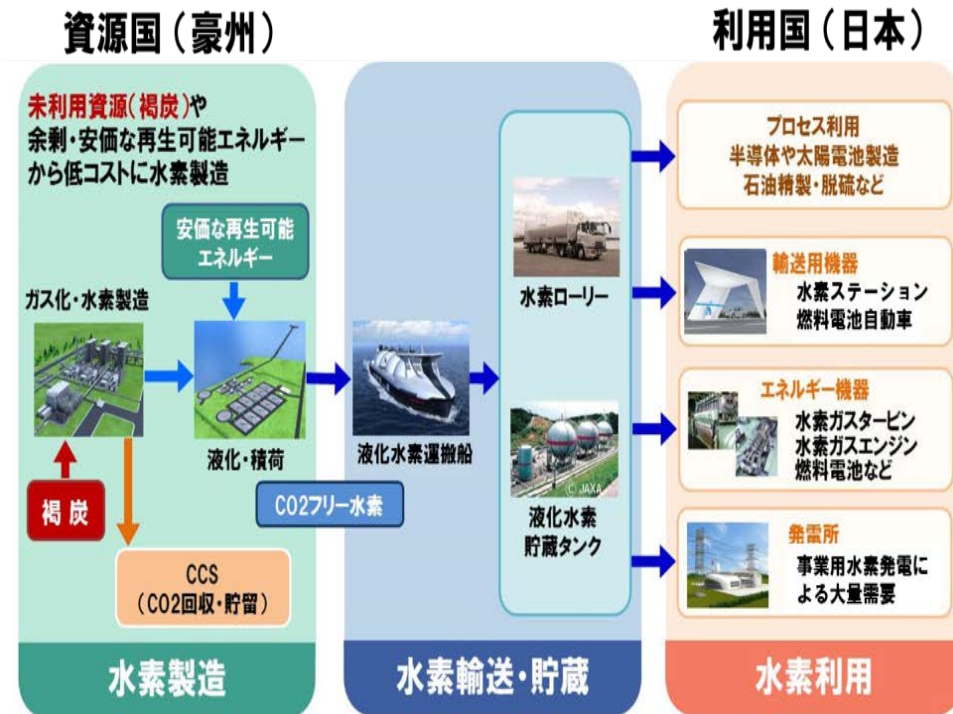 資源国（豪州）
利用国（日本）
未利用資源（褐炭）や
余剰・安価な再生可能エネルギー
から低コストに水素製造
安価な再生可能
エネルギー
ガス化・水素製造
液化・積荷
褐炭
CCS
（CO2回収・貯留）
水素製造
液化水素運搬船
CO2フリー水素
水素ローリー
(C) JAXA
液化水素
貯蔵タンク
水素輸送・貯蔵
プロセス利用
半導体や太陽電池製造
石油精製・脱硫など
輸送用機器
水素ステーション
燃料電池自動車
エネルギー機器
水素ガスタービン
水素ガスエンジン
燃料電池など
発電所
事業用水素発電に
よる大量需要
水素利用